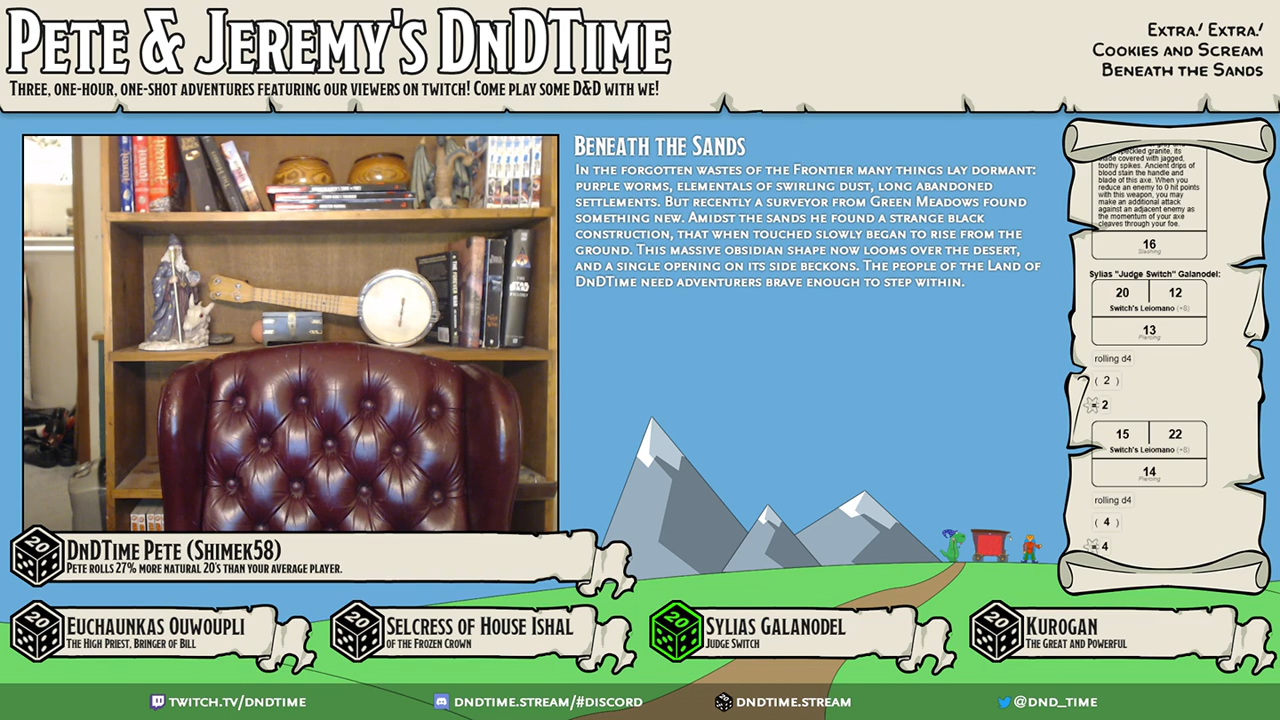 Pete & Jeremy's DnDTime
Three, one-hour, one-shot adventures featuring our viewers on Twitch! Come play some D&D with we!
Extra! Extra!
Cookies and Scream
Beneath the Sands
Beneath the Sands
In the forgotten wastes of the Frontier many things lay dormant:
purple worms, elementals of swirling dust, long abandoned
settlements. But recently a surveyor from Green Meadows found
something new. Amidst the sands he found a strange black
construction, that when touched slowly began to rise from the
ground. This massive obsidian shape now looms over the desert,
and a single opening on its side beckons. The people of the Land of
DnDTime need adventurers brave enough to step within.
granite, its
covered with jagged,
toothy spikes. Ancient drips of
blood stain the handle and
blade of this axe. When you
reduce an enemy to 0 hit points
with this weapon, you may
make an additional attack
against an adjacent enemy as
the momentum of your axe
cleaves through your foe.
16
Slashing
Sylias "Judge Switch" Galanodel:
20 12
Switch's Leiomano (+8)
13
Piercing
rolling d4
( 2 )
= 2
15 22
Switch's Leiomano (+8)
14
Piercing
rolling d4
( 4 )
= 4
THE FOREVER WAR
STAR WARS
20
DnDTime Pete (Shimek58)
Pete rolls 27% more natural 20's than your average player.
20
Euchaunkas Ouwoupli
The High Priest, Bringer of Bill
20
Selcress of House Ishal
of the Frozen Crown
20
Sylias Galanodel
Judge Switch
20
Kurogan
The Great and Powerful
twitch.tv/dndtime
dndtime.stream/#discord
dndtime.stream
@dnd_time